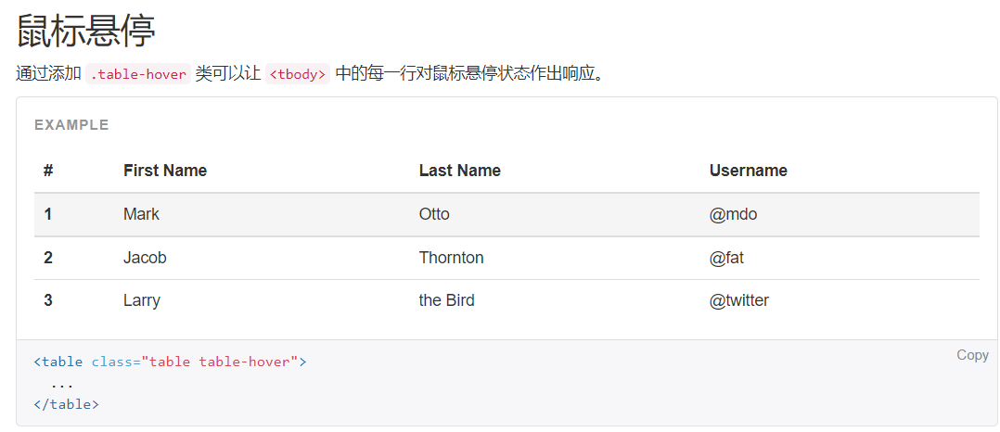 鼠标悬停
通过添加 .table-hover 类可以让 <tbody> 中的每一行对鼠标悬停状态作出响应。
EXAMPLE
# First Name Last Name Username
1 Mark Otto @mdo
2 Jacob Thornton @fat
3 Larry the Bird @twitter
Copy
<table class="table table-hover">
...
</table>